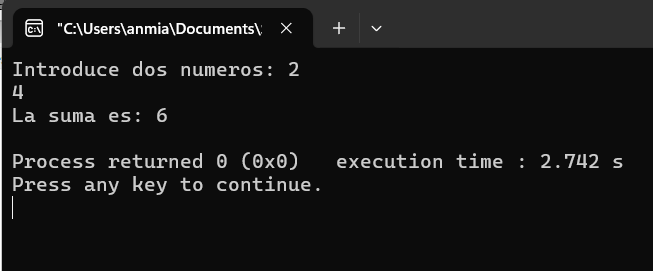 "C:\Users\anmia\Documents\
Introduce dos numeros: 2
4
La suma es: 6
Process returned 0 (0x0)   execution time : 2.742 s
Press any key to continue.